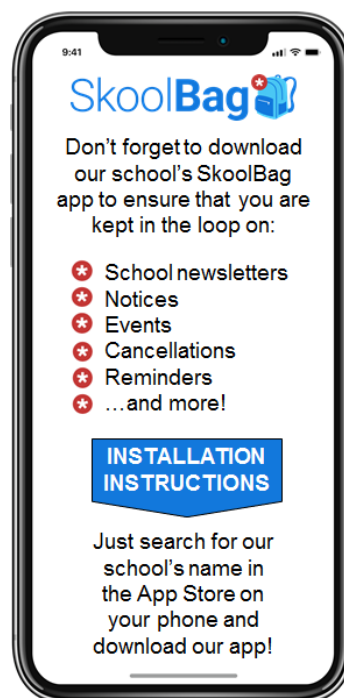 9:41
SkoolBag
Don’t forget to download
our school’s SkoolBag
app to ensure that you are
kept in the loop on:
School newsletters
Notices
Events
Cancellations
Reminders
…and more!
INSTALLATION
INSTRUCTIONS
Just search for our
school’s name in
the App Store on
your phone and
download our app!